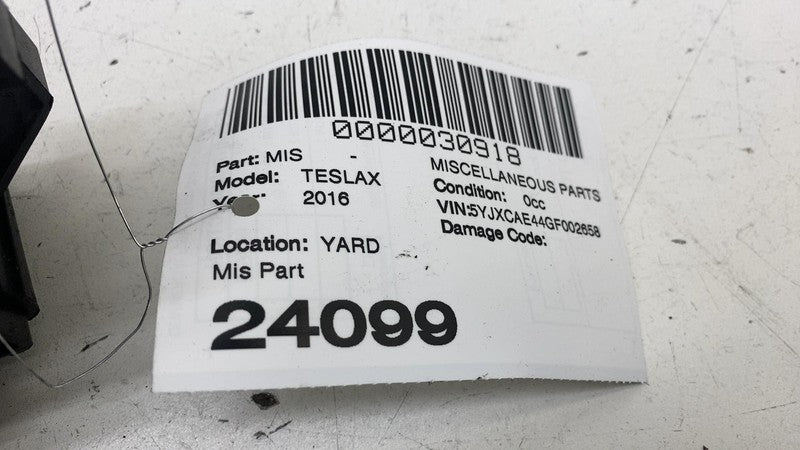 0000030918
Part: MIS - MISCELLANEOUS PARTS
Model: TESLAX Condition: 0cc
Year: 2016 VIN:5YJXCAE44GF002658
Damage Code:
Location: YARD
Mis Part
24099